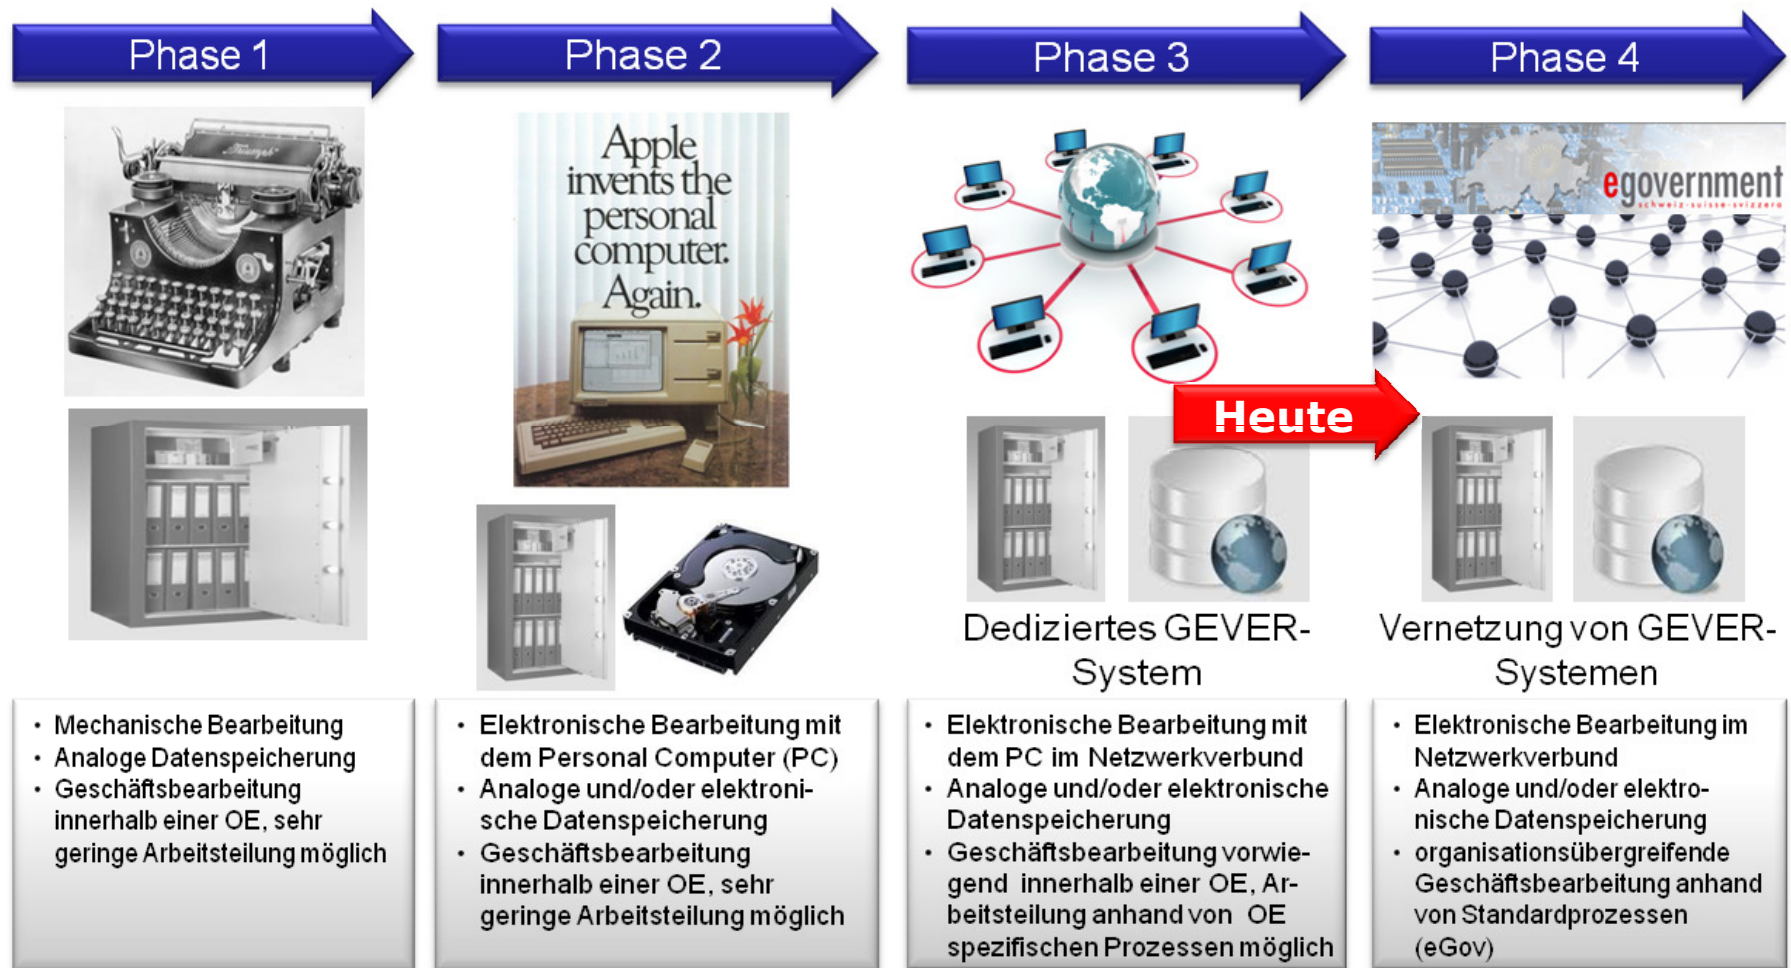 Phase 1
Phase 2
Phase 3
Phase 4
„Triumph"
Apple
invents the
personal
computer.
Again.
egovernment
schweiz-suisse-svizzera
Heute
Dediziertes GEVER-
System
Vernetzung von GEVER-
Systemen
• Mechanische Bearbeitung
• Analoge Datenspeicherung
• Geschäftsbearbeitung
innerhalb einer OE, sehr
geringe Arbeitsteilung möglich
• Elektronische Bearbeitung mit
dem Personal Computer (PC)
• Analoge und/oder elektroni-
sche Datenspeicherung
• Geschäftsbearbeitung
innerhalb einer OE, sehr
geringe Arbeitsteilung möglich
• Elektronische Bearbeitung mit
dem PC im Netzwerkverbund
• Analoge und/oder elektronische
Datenspeicherung
• Geschäftsbearbeitung vorwie-
gend innerhalb einer OE, Ar-
beitsteilung anhand von OE
spezifischen Prozessen möglich
• Elektronische Bearbeitung im
Netzwerkverbund
• Analoge und/oder elektro-
nische Datenspeicherung
• organisationsübergreifende
Geschäftsbearbeitung anhand
von Standardprozessen
(eGov)